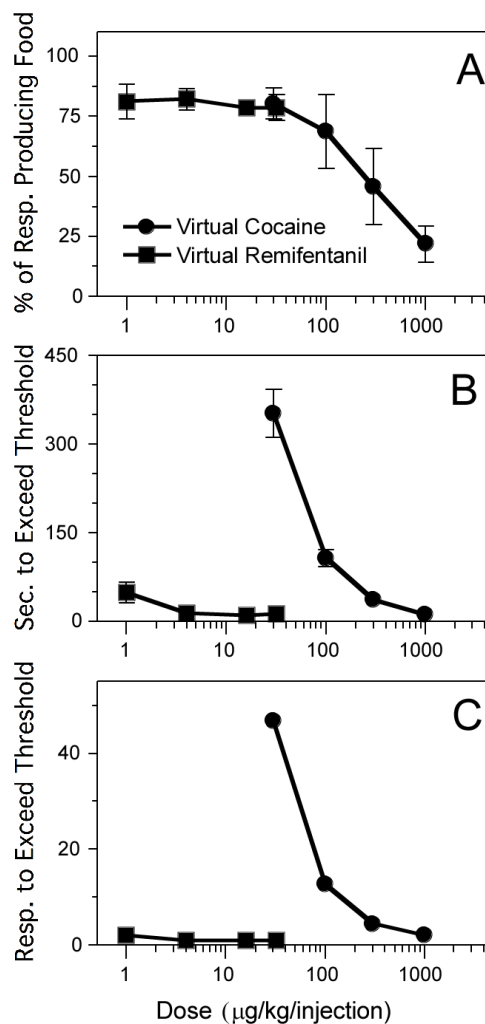 A
% of Resp. Producing Food
100
75
50
25
0
Virtual Cocaine
Virtual Remifentanil
1 10 100 1000
B
Sec. to Exceed Threshold
450
300
150
0
1 10 100 1000
C
Resp. to Exceed Threshold
40
20
0
1 10 100 1000
Dose (μg/kg/injection)